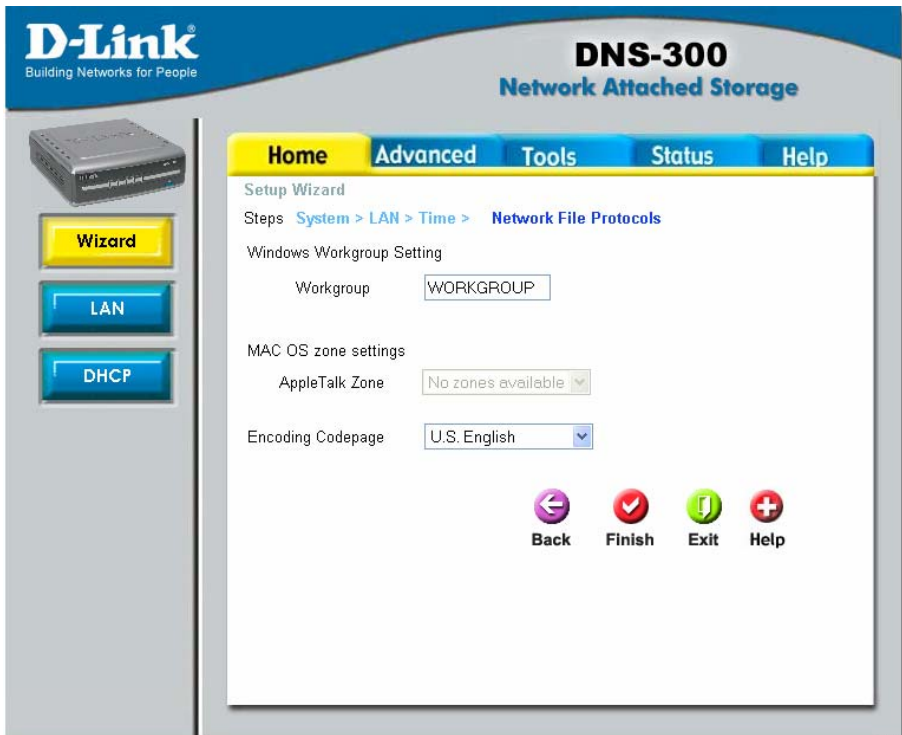 D-Link
Building Networks for People
DNS-300
Network Attached Storage
Home Advanced Tools Status Help
Wizard
LAN
DHCP
Setup Wizard
Steps System > LAN > Time > Network File Protocols
Windows Workgroup Setting
Workgroup WORKGROUP
MAC OS zone settings
AppleTalk Zone No zones available
Encoding Codepage U.S. English
Back Finish Exit Help